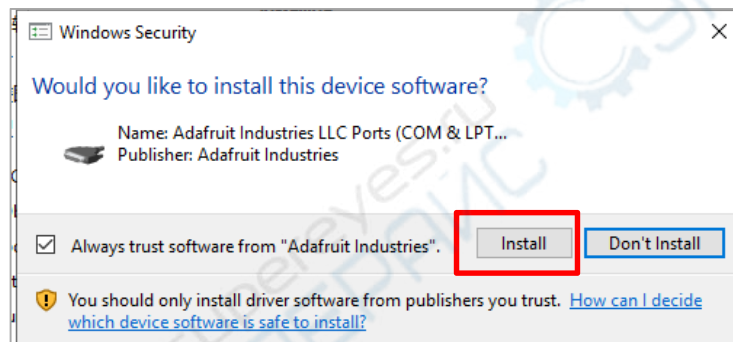 Windows Security
Would you like to install this device software?
Name: Adafruit Industries LLC Ports (COM & LPT...
Publisher: Adafruit Industries
Always trust software from "Adafruit Industries".
Install
Don't Install
You should only install driver software from publishers you trust. How can I decide
which device software is safe to install?
supereyes.ru